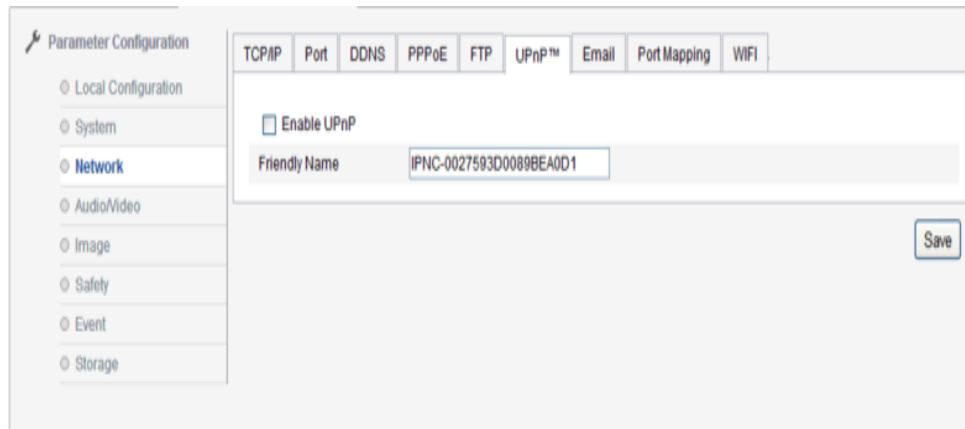 Parameter Configuration
Local Configuration
System
Network
Audio/Video
Image
Safety
Event
Storage
TCP/IP Port DDNS PPPoE FTP UPnP™ Email Port Mapping WIFI
Enable UPnP
Friendly Name IPNC-0027593D0089BEA0D1
Save